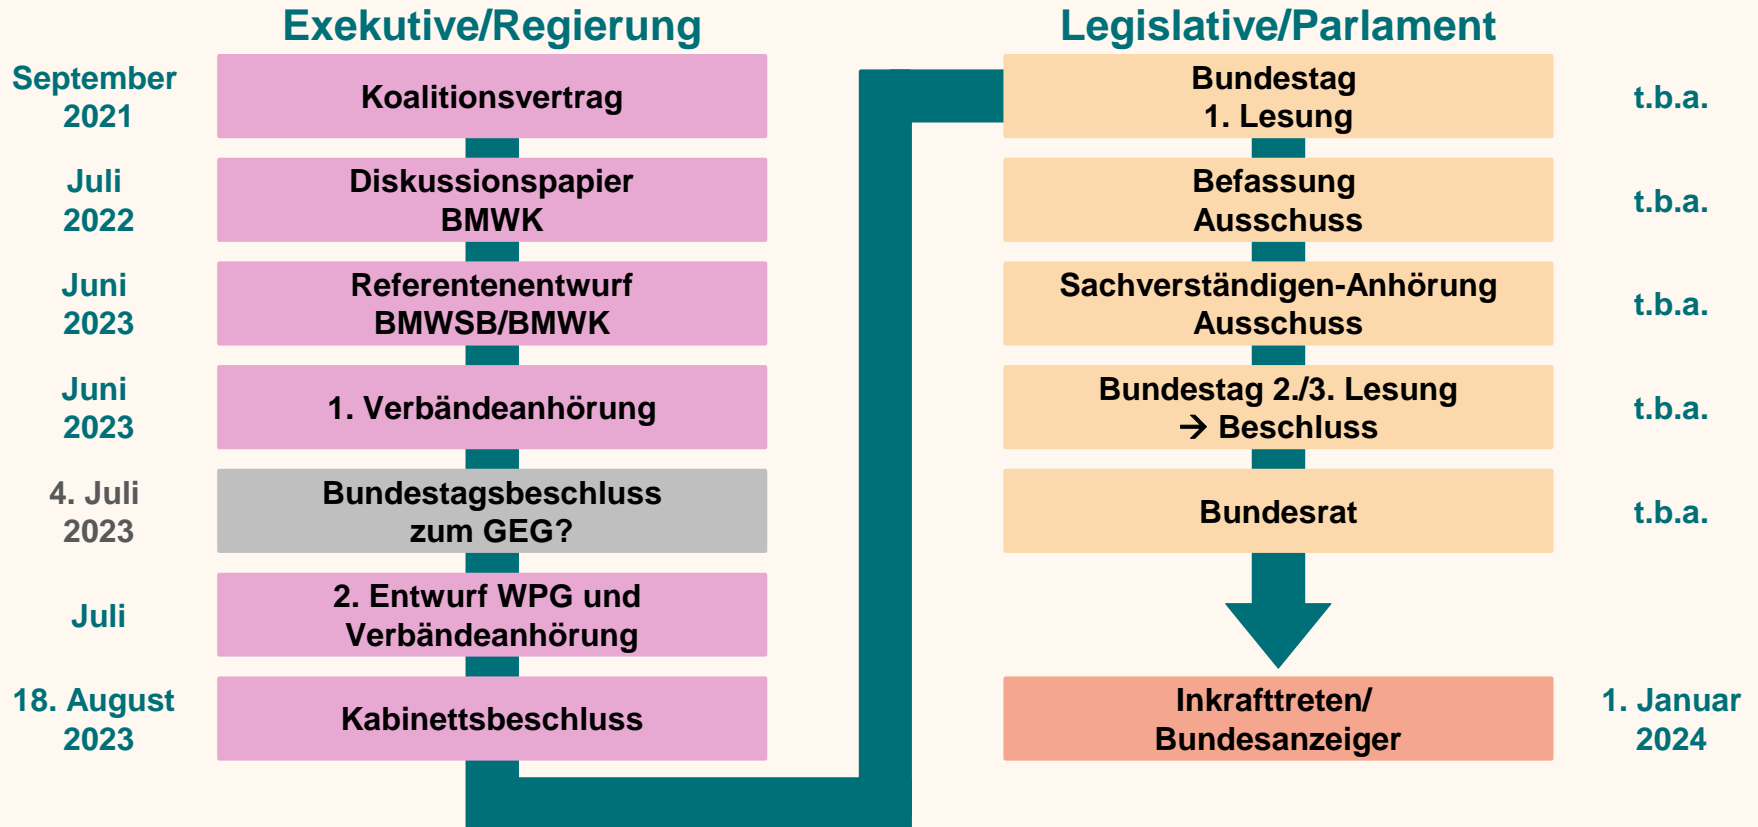 Exekutive/Regierung
September
2021
Koalitionsvertrag
Juli
2022
Diskussionspapier
BMWK
Juni
2023
Referentenentwurf
BMWSB/BMWK
Juni
2023
1. Verbändeanhörung
4. Juli
2023
Bundestagsbeschluss
zum GEG?
Juli
2. Entwurf WPG und
Verbändeanhörung
18. August
2023
Kabinettsbeschluss
Legislative/Parlament
Bundestag
1. Lesung
t.b.a.
Befassung
Ausschuss
t.b.a.
Sachverständigen-Anhörung
Ausschuss
t.b.a.
Bundestag 2./3. Lesung
→ Beschluss
t.b.a.
Bundesrat
t.b.a.
Inkrafttreten/
Bundesanzeiger
1. Januar
2024